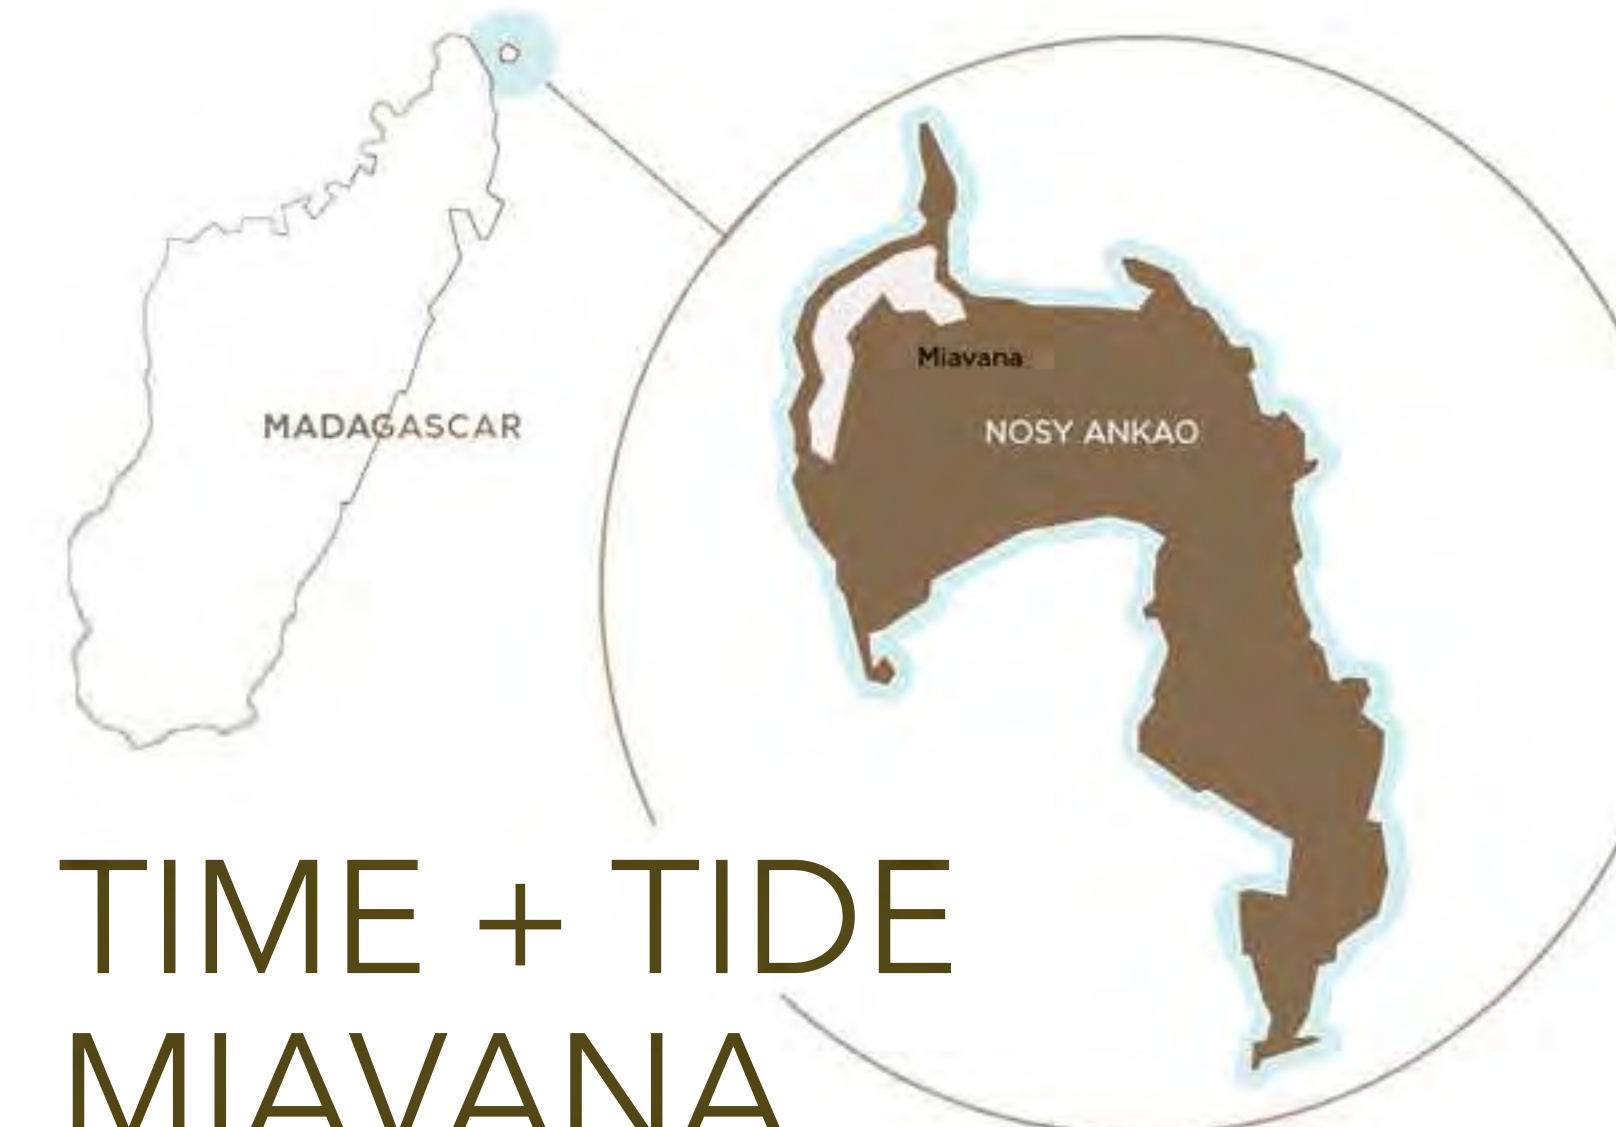 Miavana
MADAGASCAR
NOSY ANKAO
TIME + TIDE
MIAVANA